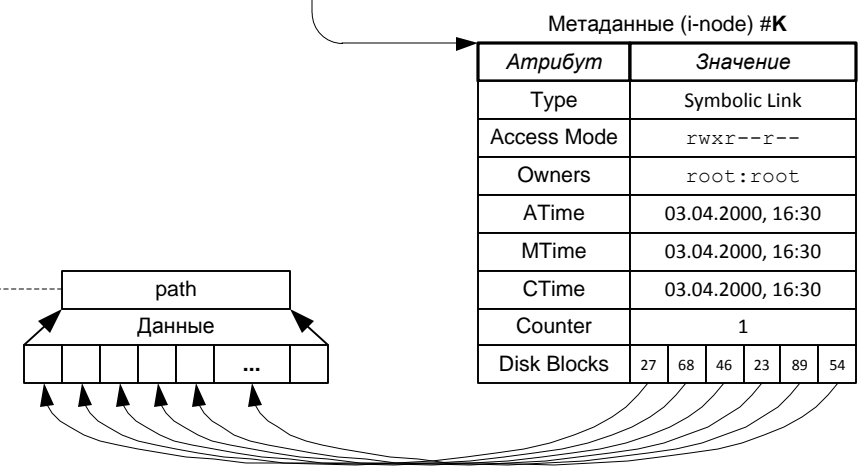 Метаданные (i-node) #K
Атрибут Значение
Type Symbolic Link
Access Mode rwxr--r--
Owners root:root
ATime 03.04.2000, 16:30
MTime 03.04.2000, 16:30
CTime 03.04.2000, 16:30
Counter 1
Disk Blocks 27 68 46 23 89 54
path
Данные
...